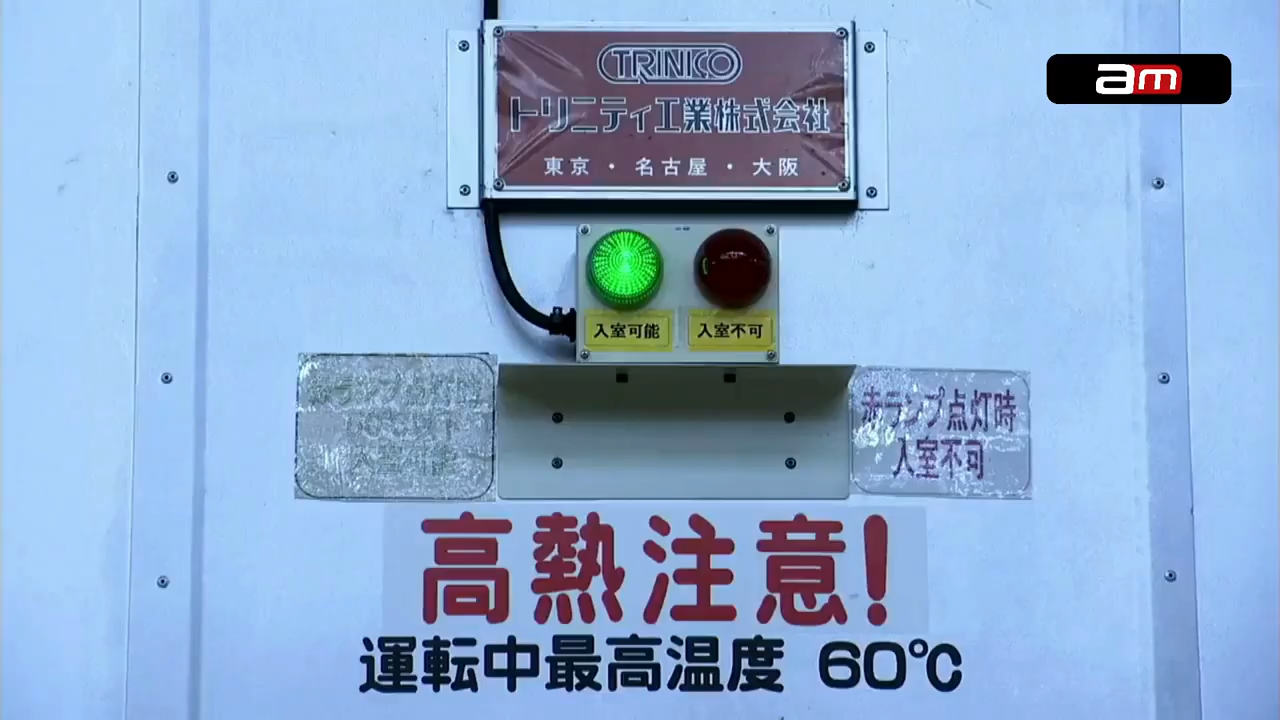 TRINICO
トリニティ工業株式会社
東京・名古屋・大阪
am
入室可能
入室不可
赤ランプ点灯時
入室不可
高熱注意!
運転中最高温度 60℃